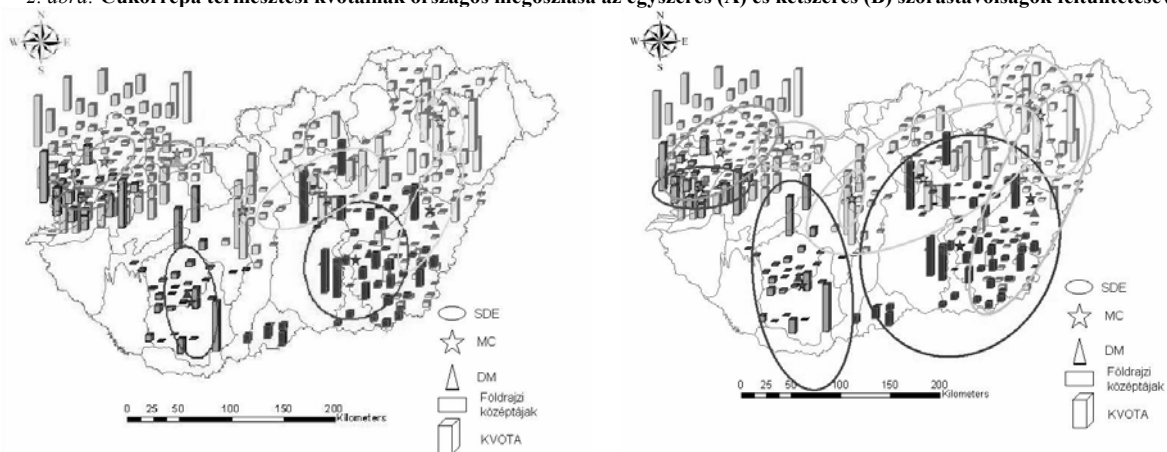 2. ábra: Cukorrépa termesztési kvótáinak országos megoszlása az egyszeres (A) és kétszeres (B) szórástávolságok feltüntetésével
N
W E
S
SDE
MC
DM
Földrajzi
középtájak
KVOTA
0 25 50 100 150 200
Kilometers
N
W E
S
SDE
MC
DM
Földrajzi
középtájak
KVOTA
0 25 50 100 150 200
Kilometers